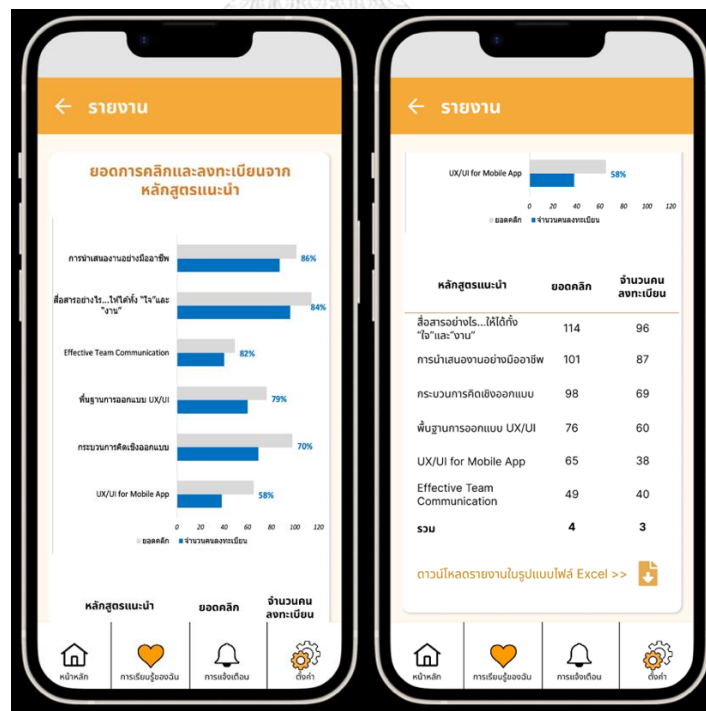 รายงาน
ยอดการคลิกและลงทะเบียนจาก
หลักสูตรแนะนำ
การนำเสนองานอย่างมืออาชีพ
86%
สื่อสารอย่างไร...ให้ได้ทั้ง "ใจ"และ
"งาน"
84%
Effective Team Communication
82%
พื้นฐานการออกแบบ UX/UI
79%
กระบวนการคิดเชิงออกแบบ
70%
UX/UI for Mobile App
58%
0 20 40 60 80 100 120
ยอดคลิก จำนวนคนลงทะเบียน
หลักสูตรแนะนำ ยอดคลิก จำนวนคน
ลงทะเบียน
หน้าหลัก การเรียนรู้ของฉัน การแจ้งเตือน ตั้งค่า
รายงาน
UX/UI for Mobile App
58%
0 20 40 60 80 100 120
ยอดคลิก จำนวนคนลงทะเบียน
หลักสูตรแนะนำ ยอดคลิก จำนวนคน
ลงทะเบียน
สื่อสารอย่างไร...ให้ได้ทั้ง
"ใจ"และ"งาน" 114 96
การนำเสนองานอย่างมืออาชีพ 101 87
กระบวนการคิดเชิงออกแบบ 98 69
พื้นฐานการออกแบบ UX/UI 76 60
UX/UI for Mobile App 65 38
Effective Team
Communication 49 40
รวม 4 3
ดาวน์โหลดรายงานในรูปแบบไฟล์ Excel >>
หน้าหลัก การเรียนรู้ของฉัน การแจ้งเตือน ตั้งค่า